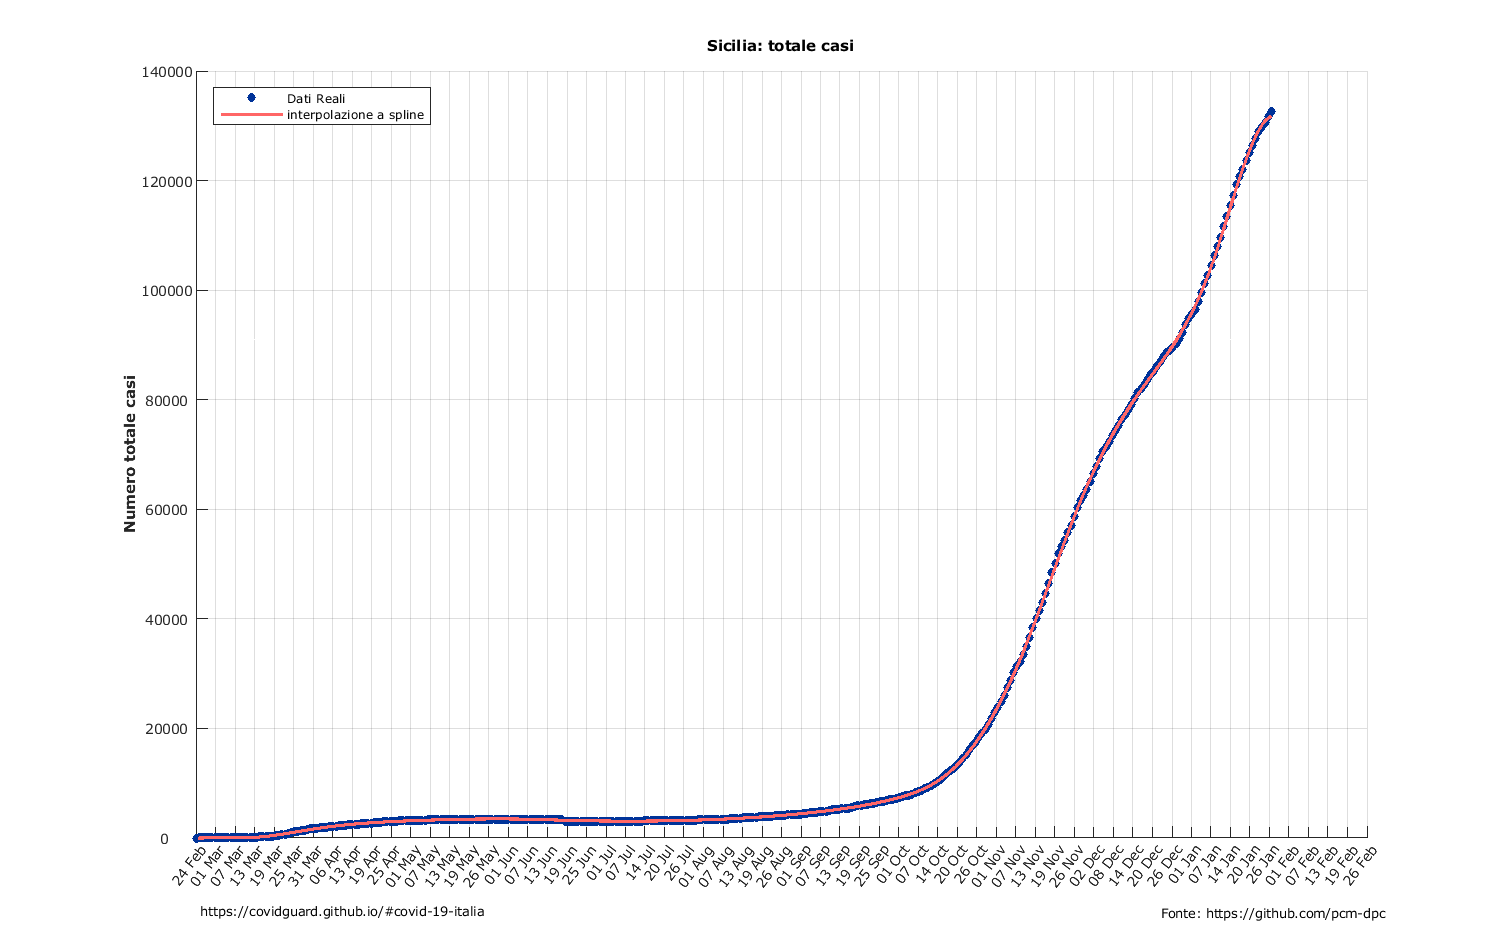 Sicilia: totale casi
140000
120000
100000
80000
60000
40000
20000
0
Numero totale casi
Dati Reali
interpolazione a spline
24 Feb
01 Mar
07 Mar
13 Mar
19 Mar
25 Mar
31 Mar
06 Apr
13 Apr
19 Apr
25 Apr
01 May
07 May
13 May
19 May
26 May
01 Jun
07 Jun
13 Jun
19 Jun
25 Jun
01 Jul
07 Jul
14 Jul
20 Jul
26 Jul
01 Aug
07 Aug
13 Aug
19 Aug
26 Aug
01 Sep
07 Sep
13 Sep
19 Sep
25 Sep
01 Oct
07 Oct
14 Oct
20 Oct
26 Oct
01 Nov
07 Nov
13 Nov
19 Nov
26 Nov
02 Dec
08 Dec
14 Dec
20 Dec
26 Dec
01 Jan
07 Jan
14 Jan
20 Jan
26 Jan
01 Feb
07 Feb
13 Feb
19 Feb
26 Feb
https://covidguard.github.io/#covid-19-italia
Fonte: https://github.com/pcm-dpc